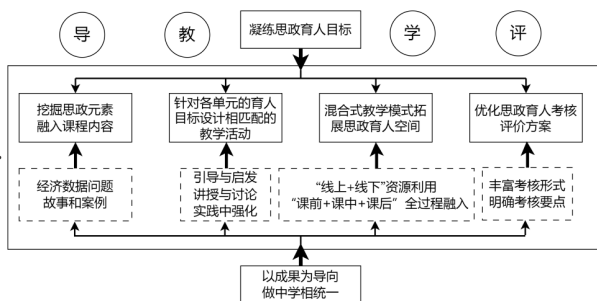 导
教
凝练思政育人目标
学
评
挖掘思政元素
融入课程内容
针对各单元的育人
目标设计相匹配的
教学活动
混合式教学模式拓
展思政育人空间
优化思政育人考核
评价方案
经济数据问题
故事和案例
引导与启发
讲授与讨论
实践中强化
“线上+线下”资源利用
“课前+课中+课后”全过程融入
丰富考核形式
明确考核要点
以成果为导向
做中学相统一